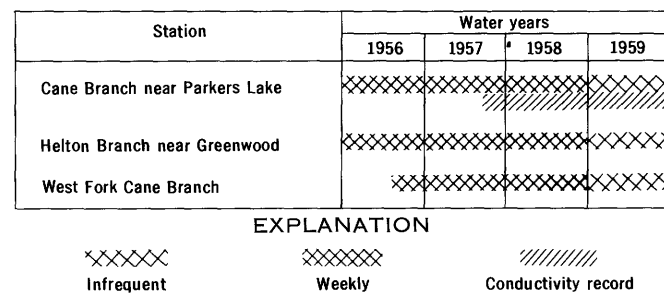 Station
Water years
1956 1957 1958 1959
Cane Branch near Parkers Lake
Helton Branch near Greenwood
West Fork Cane Branch
EXPLANATION
Infrequent Weekly Conductivity record